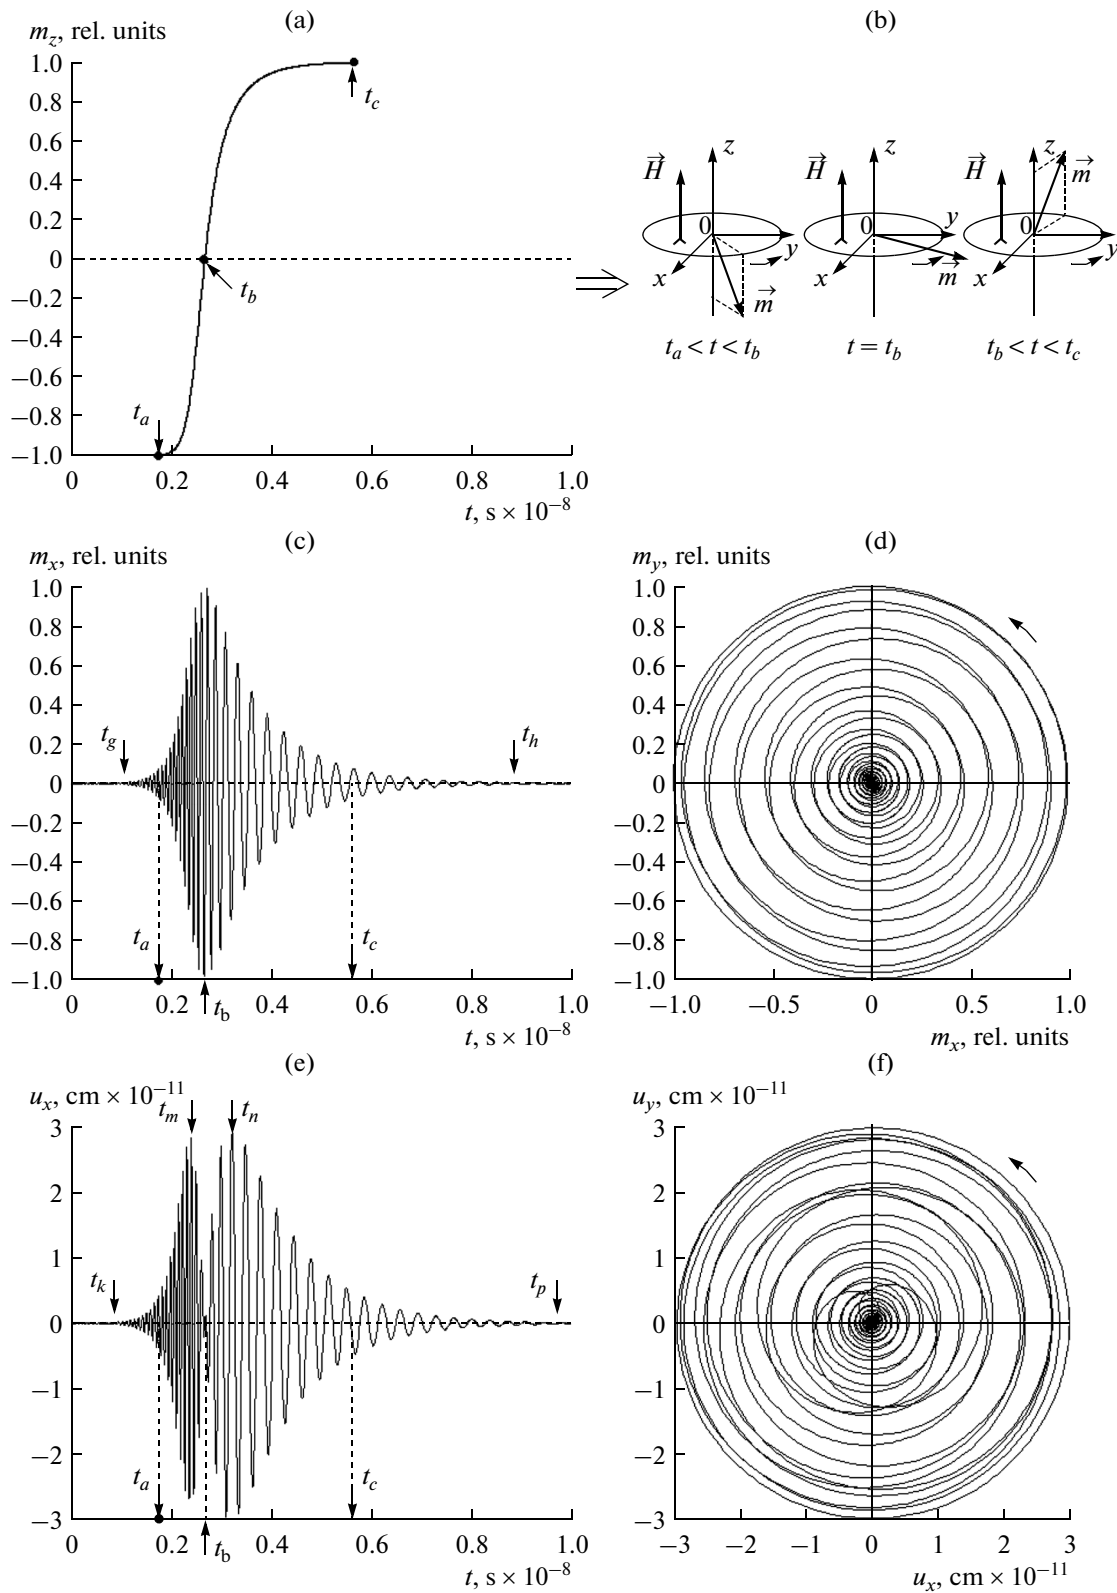 (a)
m_z, rel. units
1.0
0.8
0.6
0.4
0.2
0
−0.2
−0.4
−0.6
−0.8
−1.0
t_a
t_b
t_c
0 0.2 0.4 0.6 0.8 1.0
t, s × 10⁻⁸
(b)
H⃗ z 0 y x m⃗
t_a < t < t_b
H⃗ z 0 y x m⃗
t = t_b
H⃗ z 0 y x m⃗
t_b < t < t_c
(c)
m_x, rel. units
1.0
0.8
0.6
0.4
0.2
0
−0.2
−0.4
−0.6
−0.8
−1.0
t_g
t_h
t_a
t_c
t_b
0 0.2 0.4 0.6 0.8 1.0
t, s × 10⁻⁸
(d)
m_y, rel. units
1.0
0.8
0.6
0.4
0.2
0
−0.2
−0.4
−0.6
−0.8
−1.0
−1.0 −0.5 0 0.5 1.0
m_x, rel. units
(e)
u_x, cm × 10⁻¹¹
t_m t_n
3
2
1
0
−1
−2
−3
t_k
t_p
t_a
t_c
t_b
0 0.2 0.4 0.6 0.8 1.0
t, s × 10⁻⁸
(f)
u_y, cm × 10⁻¹¹
3
2
1
0
−1
−2
−3
−3 −2 −1 0 1 2 3
u_x, cm × 10⁻¹¹